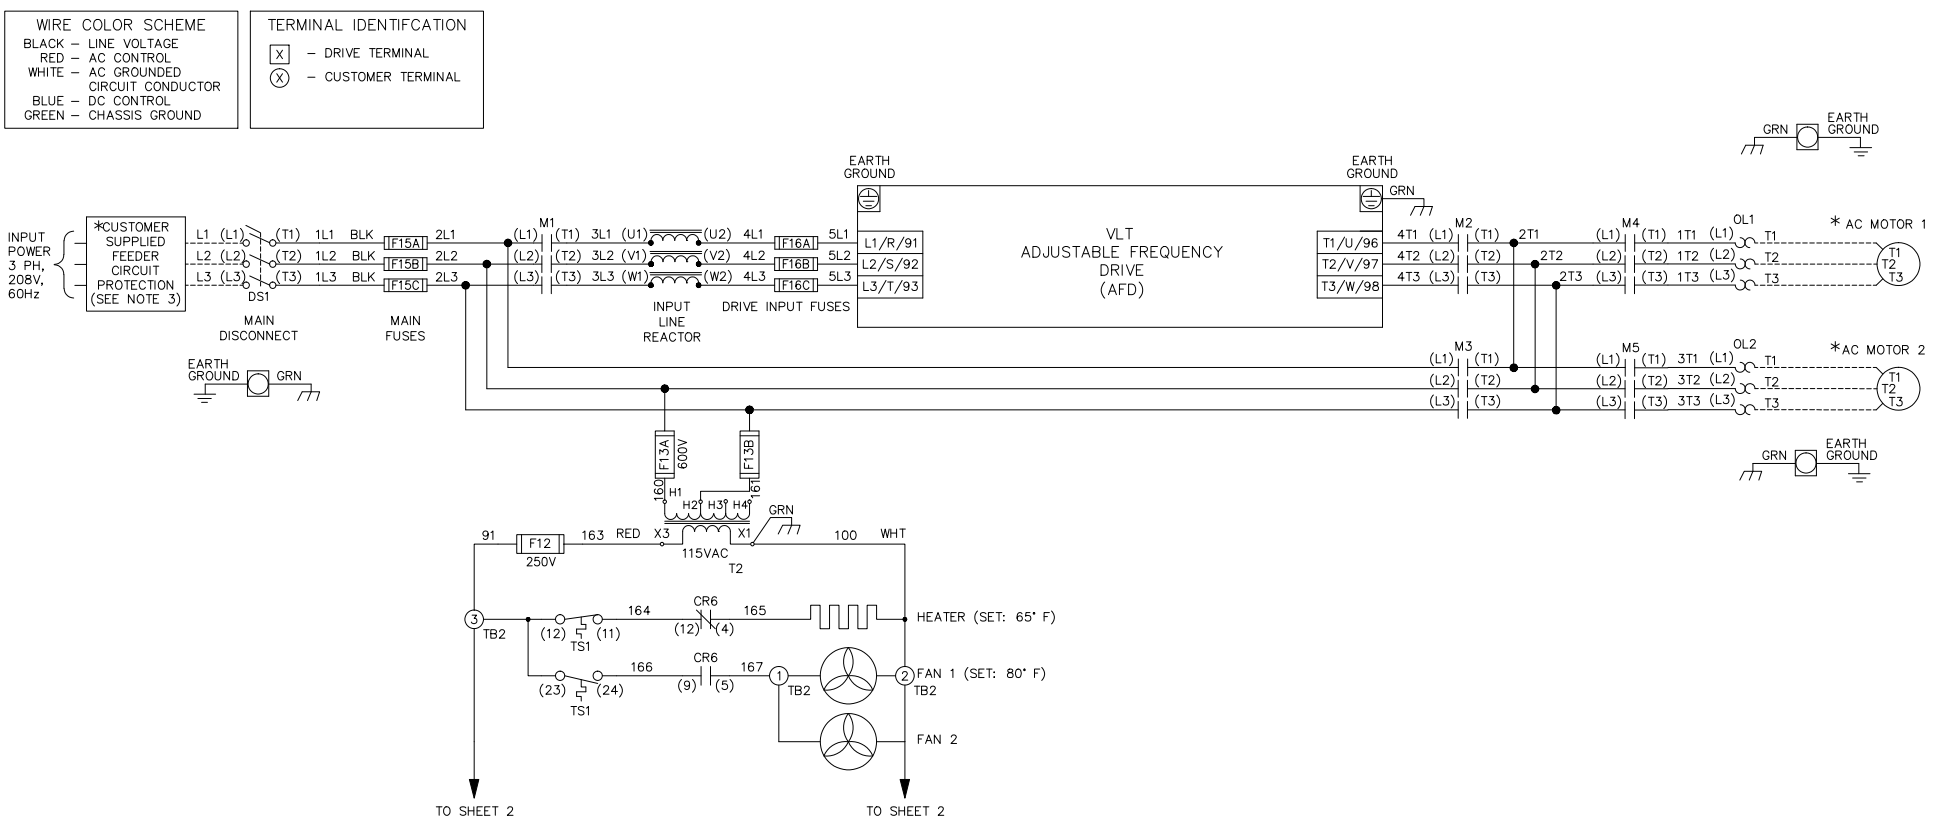 WIRE COLOR SCHEME
BLACK – LINE VOLTAGE
RED – AC CONTROL
WHITE – AC GROUNDED
CIRCUIT CONDUCTOR
BLUE – DC CONTROL
GREEN – CHASSIS GROUND
TERMINAL IDENTIFCATION
X – DRIVE TERMINAL
X – CUSTOMER TERMINAL
GRN
EARTH
GROUND
EARTH
GROUND
EARTH
GROUND
GRN
INPUT
POWER
3 PH,
208V,
60Hz
*CUSTOMER
SUPPLIED
FEEDER
CIRCUIT
PROTECTION
(SEE NOTE 3)
L1 (L1) (T1) 1L1 BLK F15A 2L1 (L1) M1 (T1) 3L1 (U1) (U2) 4L1 F16A 5L1 L1/R/91
L2 (L2) 1L2 BLK F15B 2L2 (L2) (T2) 3L2 (V1) (V2) 4L2 F16B 5L2 L2/S/92
L3 (L3) (T3) 1L3 BLK F15C 2L3 (L3) (T3) 3L3 (W1) (W2) 4L3 F16C 5L3 L3/T/93
DS1
MAIN
DISCONNECT
MAIN
FUSES
INPUT
LINE
REACTOR
DRIVE INPUT FUSES
VLT
ADJUSTABLE FREQUENCY
DRIVE
(AFD)
T1/U/96 4T1 (L1) M2 (T1) 2T1 (L1) M4 (T1) 1T1 (L1) OL1 T1
T2/V/97 4T2 (L2) (T2) 2T2 (L2) (T2) 1T2 (L2) T2
T3/W/98 4T3 (L3) (T3) 2T3 (L3) (T3) 1T3 (L3) T3
* AC MOTOR 1
T1
T2
T3
EARTH
GROUND
GRN
(L1) M3 (T1) (L1) M5 (T1) 3T1 (L1) OL2 T1
(L2) (T2) (L2) (T2) 3T2 (L2) T2
(L3) (T3) (L3) (T3) 3T3 (L3) T3
*AC MOTOR 2
T1
T2
T3
GRN
EARTH
GROUND
F13A
600V
F13B
160
161
H1
H2
H3
H4
GRN
91 F12 163 RED X3 X1 100 WHT
250V
115VAC
T2
3
TB2
(12) (11)
TS1
164
CR6
(12) (4)
165
HEATER (SET: 65° F)
(23) (24)
TS1
166
CR6
(9) (5)
167
1
TB2
2
TB2
FAN 1 (SET: 80° F)
FAN 2
TO SHEET 2
TO SHEET 2